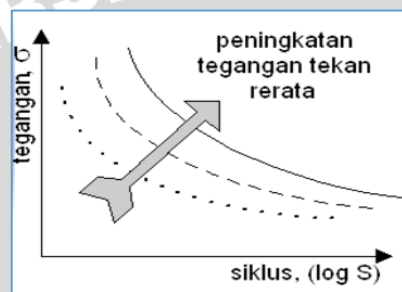 peningkatan
tegangan tekan
rerata
tegangan, σ
siklus, (log S)